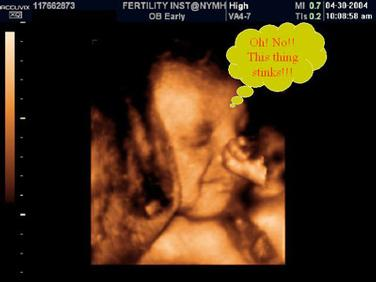 ACCUVIX 117662873 FERTILITY INST@NYMH High MI 0.7 04-30-2004
OB Early VA4-7 TIs 0.2 10:08:58 am
Oh! No!!
This thing
stinks!!!